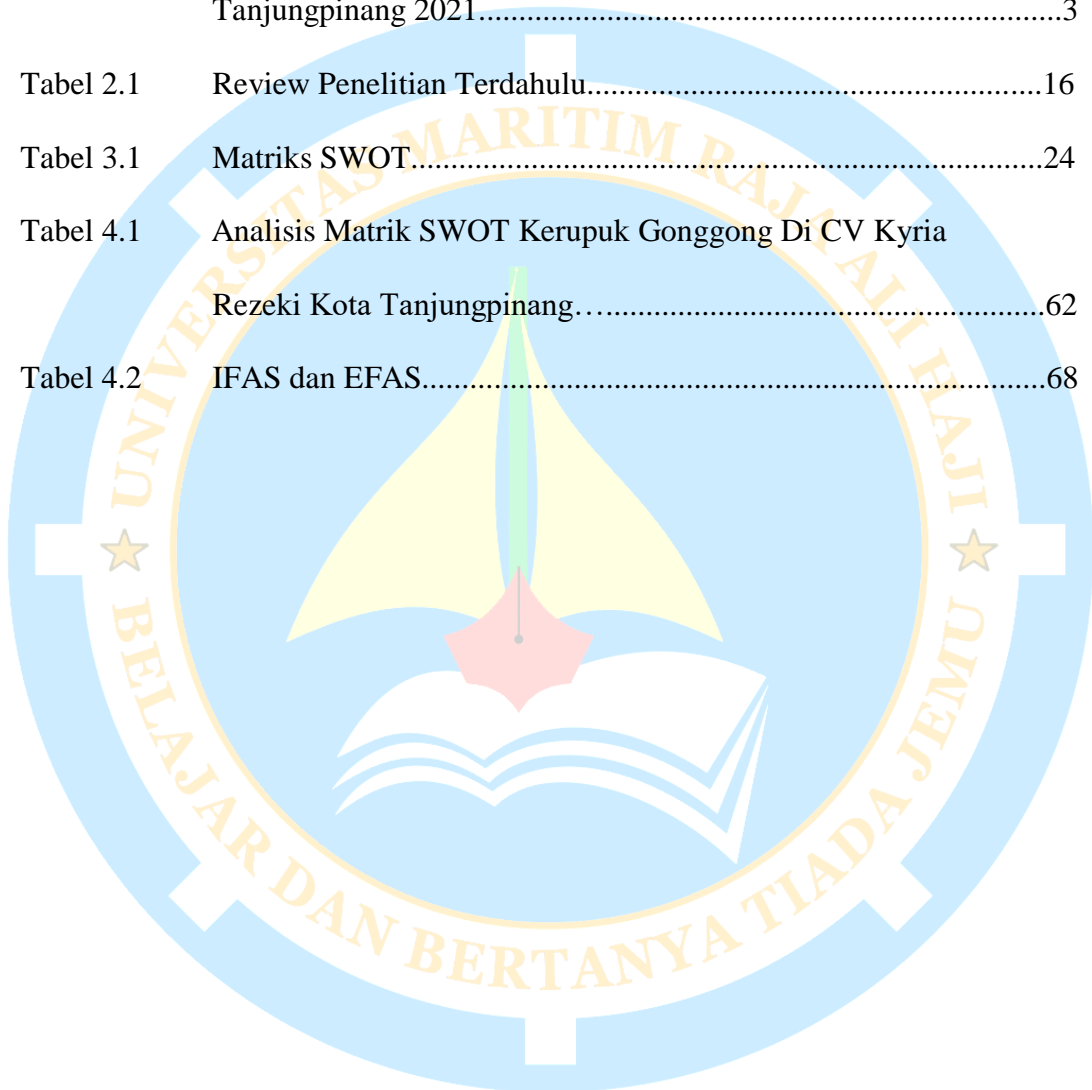 Tanjungpinang 2021...............................................................................3
Tabel 2.1 Review Penelitian Terdahulu...............................................................16
Tabel 3.1 Matriks SWOT.....................................................................................24
Tabel 4.1 Analisis Matrik SWOT Kerupuk Gonggong Di CV Kyria
Rezeki Kota Tanjungpinang….........................................................62
Tabel 4.2 IFAS dan EFAS...................................................................................68
UNIVERSITAS MARITIM RAJA ALI HAJI
BELAJAR DAN BERTANYA TIADA JEMU